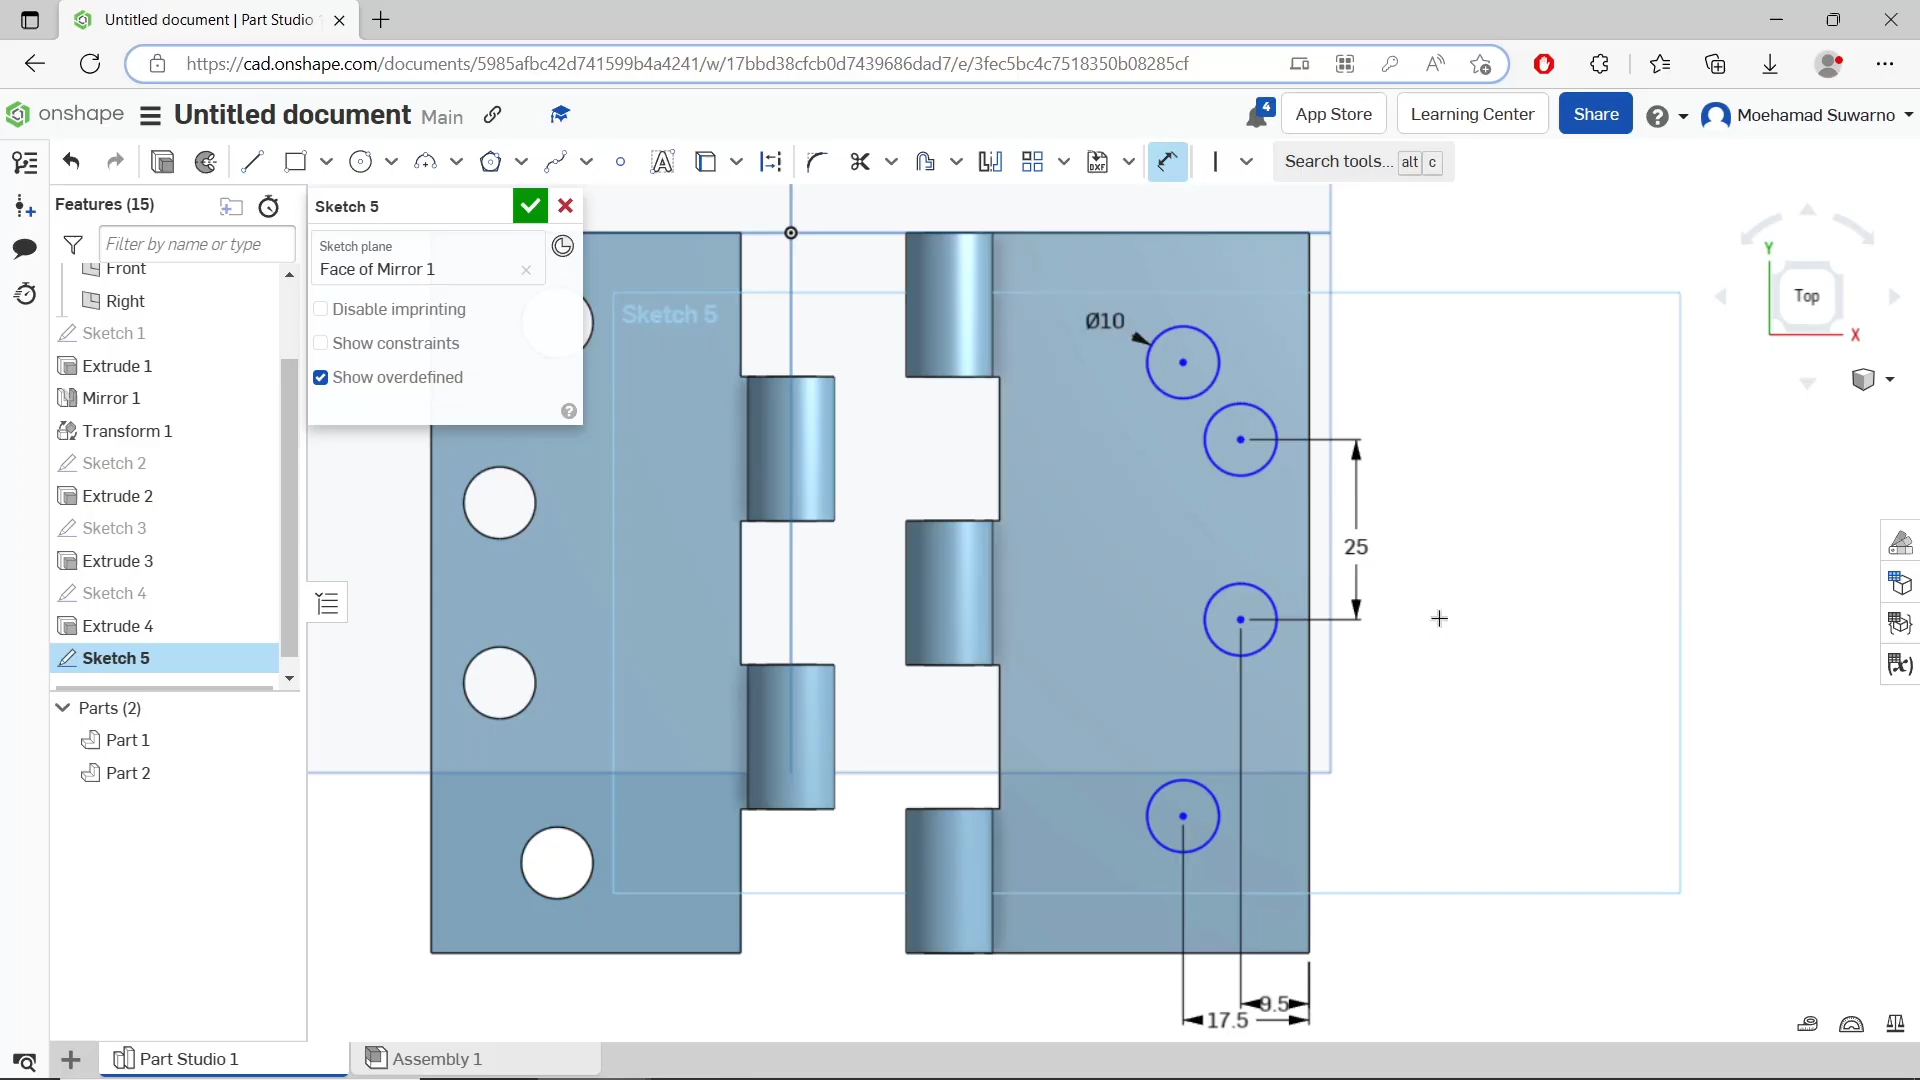 Untitled document | Part Studio
https://cad.onshape.com/documents/5985afbc42d741599b4a4241/w/17bbd38cfcb0d7439686dad7/e/3fec5bc4c7518350b08285cf
onshape
Untitled document Main
4
App Store
Learning Center
Share
Moehamad Suwarno
Search tools... alt c
Features (15)
Filter by name or type
Front
Right
Sketch 1
Extrude 1
Mirror 1
Transform 1
Sketch 2
Extrude 2
Sketch 3
Extrude 3
Sketch 4
Extrude 4
Sketch 5
Parts (2)
Part 1
Part 2
Sketch 5
Sketch plane
Face of Mirror 1
Disable imprinting
Show constraints
Show overdefined
Sketch 5
Ø10
25
9.5
17.5
Y
Top
X
Part Studio 1
Assembly 1